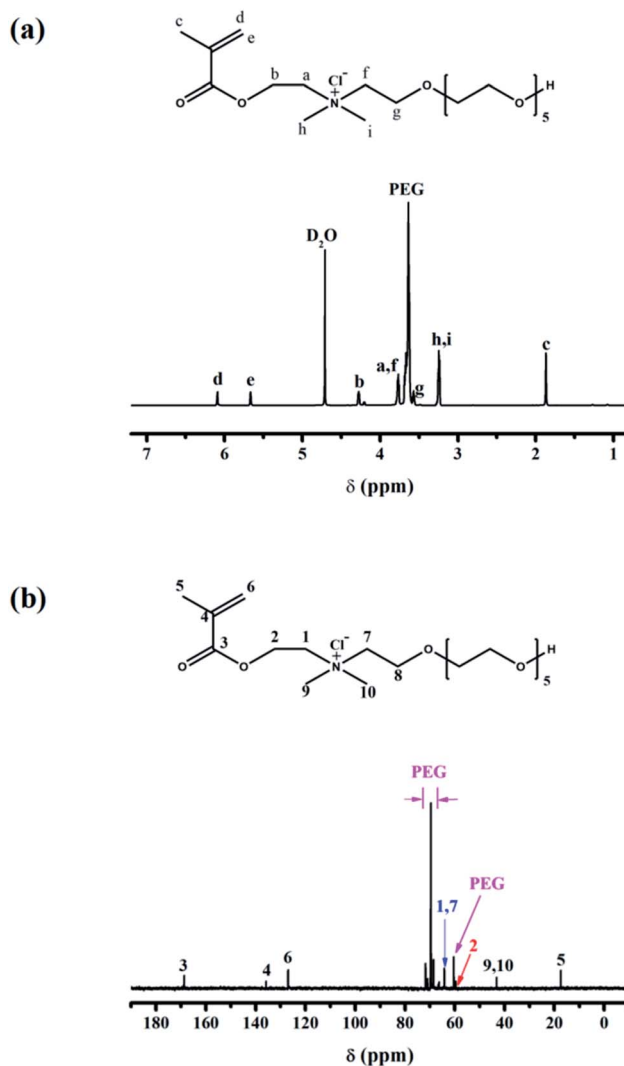 (a)
c
d
e
b
a
Cl⁻
f
O
O
N⁺
h
i
g
O
O
H
5
PEG
D₂O
d
e
b
a,f
g
h,i
c
7 6 5 4 3 2 1
δ (ppm)
(b)
5
6
4
3
2
1
Cl⁻
7
O
O
N⁺
9
10
8
O
O
H
5
PEG
PEG
1,7
2
3
4
6
9,10
5
180 160 140 120 100 80 60 40 20 0
δ (ppm)